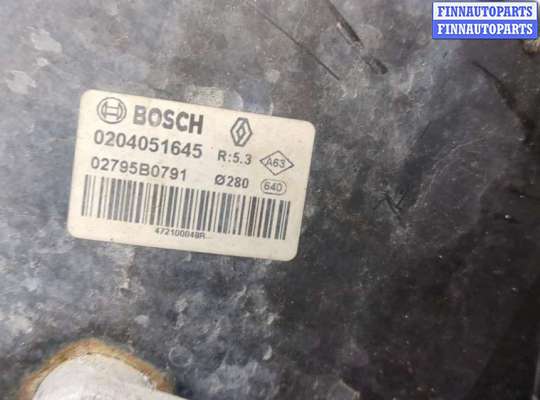 FINNAUTOPARTS
FINNAUTOPARTS
BOSCH
0204051645 R:5.3 A63
02795B0791 Ø280 640
472100048R